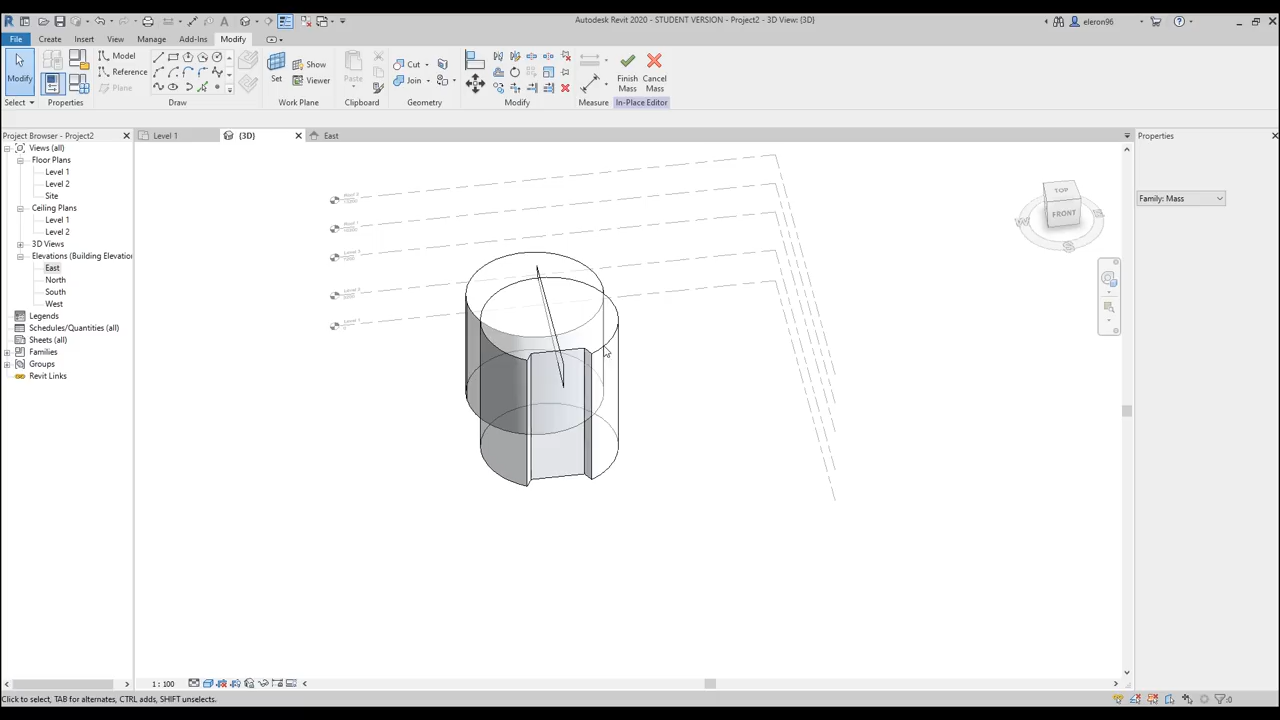 Autodesk Revit 2020 - STUDENT VERSION - Project2 - 3D View: {3D}
eleron96
File Create Insert View Manage Add-Ins Modify
Modify
Select
Properties
Model
Reference
Plane
Draw
Set
Show
Viewer
Work Plane
Paste
Clipboard
Cut
Join
Geometry
Modify
Measure
Finish
Mass
Cancel
Mass
In-Place Editor
Project Browser - Project2
Level 1
{3D}
East
Properties
Views (all)
Floor Plans
Level 1
Level 2
Site
Ceiling Plans
Level 1
Level 2
3D Views
Elevations (Building Elevation
East
North
South
West
Legends
Schedules/Quantities (all)
Sheets (all)
Families
Groups
Revit Links
Family: Mass
TOP
FRONT
1 : 100
Click to select, TAB for alternates, CTRL adds, SHIFT unselects.
:0